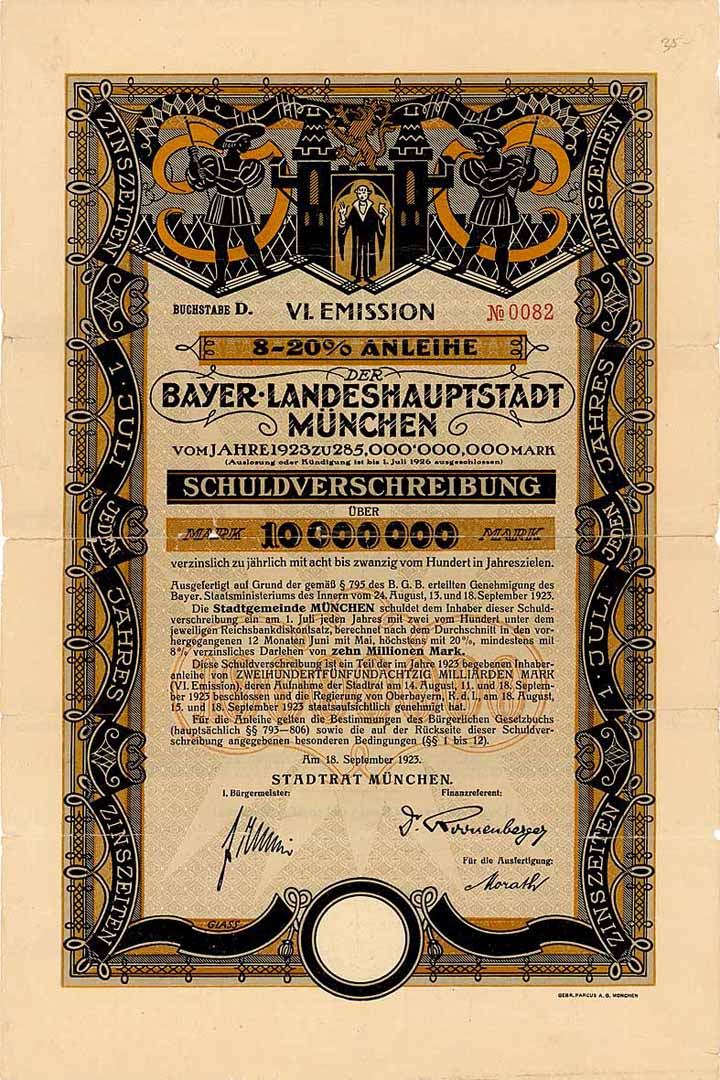 35-
ZINSZEITEN
ZINSZEITEN
BUCHSTABE D. VI. EMISSION № 0082
8-20% ANLEIHE
DER
BAYER·LANDESHAUPTSTADT
MÜNCHEN
VOM JAHRE 1923 ZU 285,000'000,000 MARK
(Auslosung oder Kündigung ist bis 1. Juli 1926 ausgeschlossen)
SCHULDVERSCHREIBUNG
ÜBER
MARK 10000000 MARK
verzinslich zu jährlich mit acht bis zwanzig vom Hundert in Jahreszielen.
Ausgefertigt auf Grund der gemäß § 795 des B. G. B. erteilten Genehmigung des
Bayer. Staatsministeriums des Innern vom 24. August, 13. und 18. September 1923.
Die Stadtgemeinde MÜNCHEN schuldet dem Inhaber dieser Schuld-
verschreibung ein am 1. Juli jeden Jahres mit zwei vom Hundert unter dem
jeweiligen Reichsbankdiskontsatz, berechnet nach dem Durchschnitt in den vor-
hergegangenen 12 Monaten Juni mit Mai, höchstens mit 20%, mindestens mit
8% verzinsliches Darlehen von zehn Millionen Mark.
Diese Schuldverschreibung ist ein Teil der im Jahre 1923 begebenen Inhaber-
anleihe von ZWEIHUNDERTFÜNFUNDACHTZIG MILLIARDEN MARK
(VI. Emission), deren Aufnahme der Stadtrat am 14. August, 11. und 18. Septem-
ber 1923 beschlossen und die Regierung von Oberbayern, K. d. I. am 18. August,
15. und 18. September 1923 staatsaufsichtlich genehmigt hat.
Für die Anleihe gelten die Bestimmungen des Bürgerlichen Gesetzbuchs
(hauptsächlich §§ 793—806) sowie die auf der Rückseite dieser Schuldver-
schreibung angegebenen besonderen Bedingungen (§§ 1 bis 12).
Am 18. September 1923.
STADTRAT MÜNCHEN.
I. Bürgermeister: Finanzreferent:
Für die Ausfertigung:
Morath
1·JULI
JEDEN
JAHRES
ZINSZEITEN
JAHRES
JEDEN
1·JULI
ZINSZEITEN
GLASS
GEBR. PARCUS A. G. MÜNCHEN